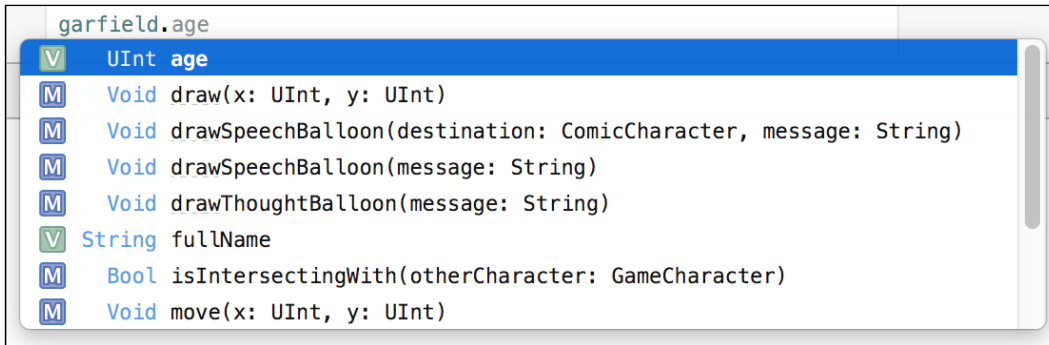 garfield.age
V UInt age
M Void draw(x: UInt, y: UInt)
M Void drawSpeechBalloon(destination: ComicCharacter, message: String)
M Void drawSpeechBalloon(message: String)
M Void drawThoughtBalloon(message: String)
V String fullName
M Bool isIntersectingWith(otherCharacter: GameCharacter)
M Void move(x: UInt, y: UInt)